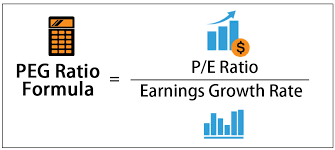 PEG Ratio
Formula
=
P/E Ratio
Earnings Growth Rate
$